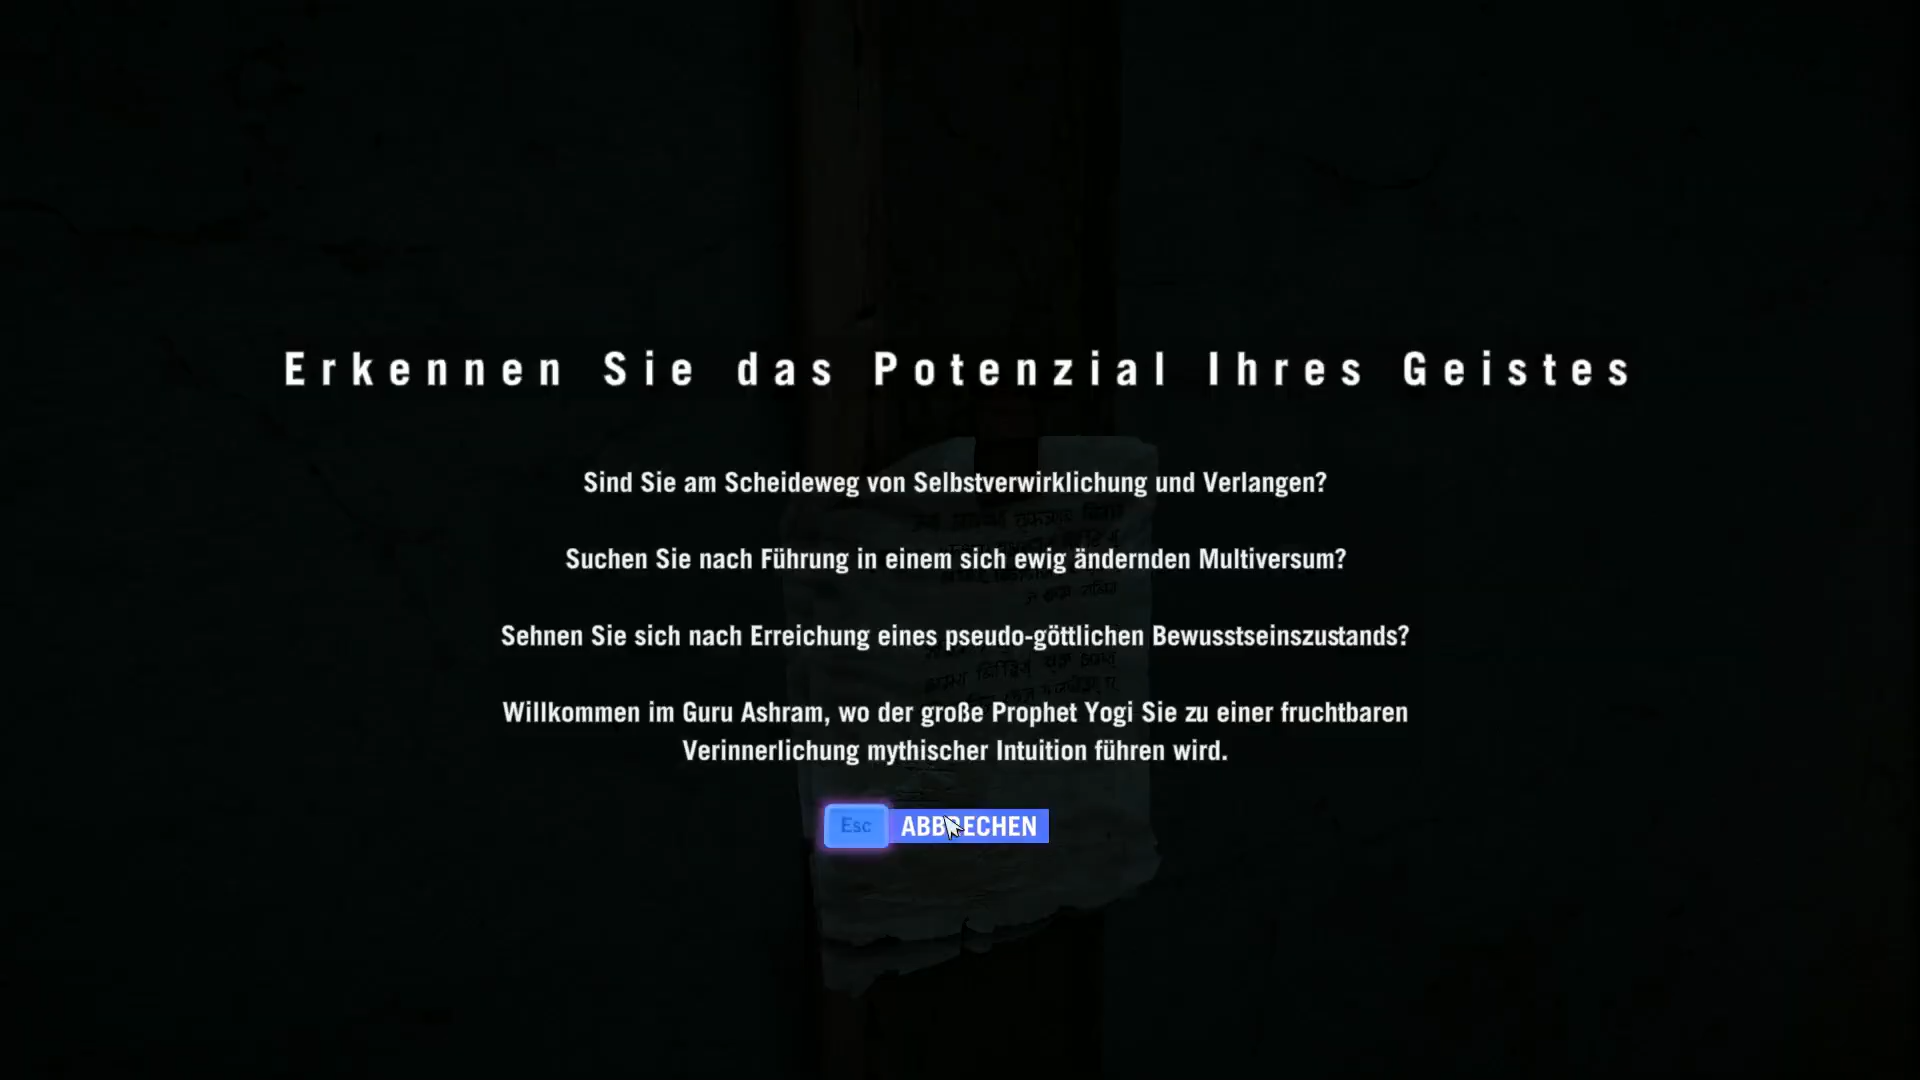 Erkennen Sie das Potenzial Ihres Geistes
Sind Sie am Scheideweg von Selbstverwirklichung und Verlangen?
Suchen Sie nach Führung in einem sich ewig ändernden Multiversum?
Sehnen Sie sich nach Erreichung eines pseudo-göttlichen Bewusstseinszustands?
Willkommen im Guru Ashram, wo der große Prophet Yogi Sie zu einer fruchtbaren
Verinnerlichung mythischer Intuition führen wird.
Esc ABBRECHEN